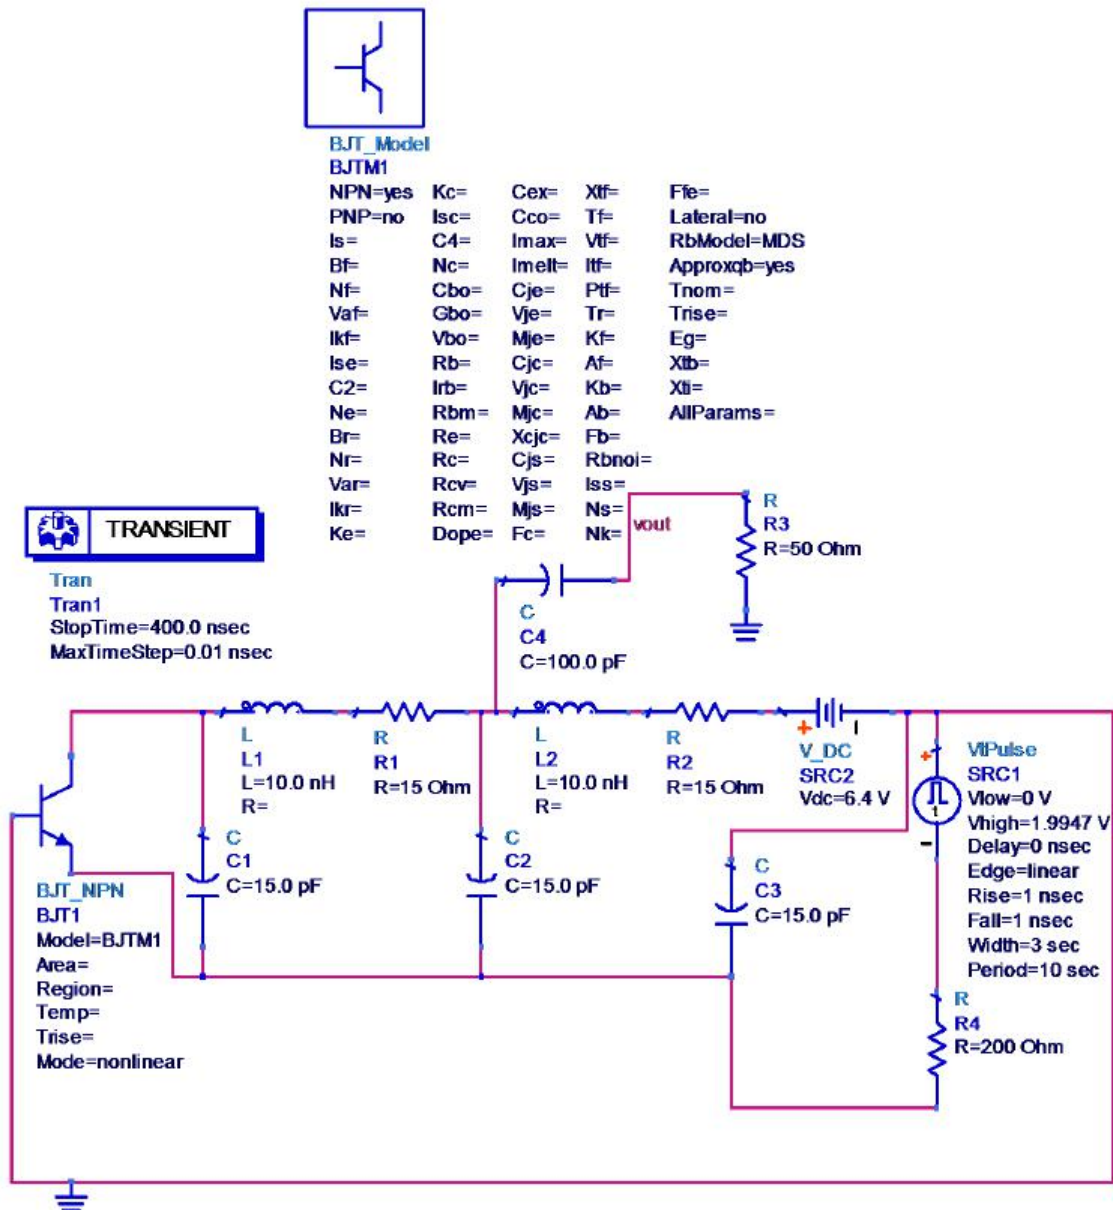 BJT_Model
BJTM1
NPN=yes Kc= Cex= Xtf= Ffe=
PNP=no Isc= Cco= Tf= Lateral=no
Is= C4= Imax= Vtf= RbModel=MDS
Bf= Nc= Imelt= Itf= Approxqb=yes
Nf= Cbo= Cje= Ptf= Tnom=
Vaf= Gbo= Vje= Tr= Trise=
Ikf= Vbo= Mje= Kf= Eg=
Ise= Rb= Cjc= Af= Xtb=
C2= Irb= Vjc= Kb= Xti=
Ne= Rbm= Mjc= Ab= AllParams=
Br= Re= Xcjc= Fb=
Nr= Rc= Cjs= Rbnoi=
Var= Rcv= Vjs= Iss=
Ikr= Rcm= Mjs= Ns=
Ke= Dope= Fc= Nk=
vout
R
R3
R=50 Ohm
TRANSIENT
Tran
Tran1
StopTime=400.0 nsec
MaxTimeStep=0.01 nsec
C
C4
C=100.0 pF
L
L1
L=10.0 nH
R=
R
R1
R=15 Ohm
L
L2
L=10.0 nH
R=
R
R2
R=15 Ohm
+
V_DC
SRC2
Vdc=6.4 V
+
t
-
VtPulse
SRC1
Vlow=0 V
Vhigh=1.9947 V
Delay=0 nsec
Edge=linear
Rise=1 nsec
Fall=1 nsec
Width=3 sec
Period=10 sec
C
C1
C=15.0 pF
C
C2
C=15.0 pF
C
C3
C=15.0 pF
BJT_NPN
BJT1
Model=BJTM1
Area=
Region=
Temp=
Trise=
Mode=nonlinear
R
R4
R=200 Ohm